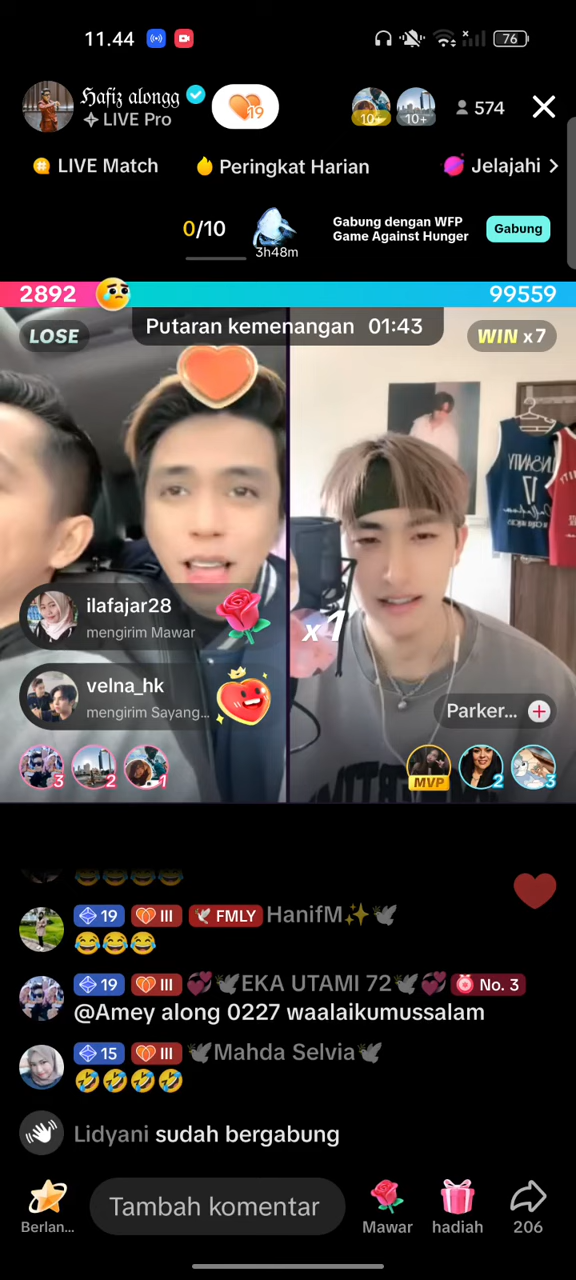 11.44
76
ℌ𝔞𝔣𝔦𝔷 𝔞𝔩𝔬𝔫𝔤𝔤
LIVE Pro
19
10+
10+
574
LIVE Match
Peringkat Harian
Jelajahi
0/10
3h48m
Gabung dengan WFP
Game Against Hunger
Gabung
2892
99559
LOSE
Putaran kemenangan 01:43
WIN x7
17
ilafajar28
mengirim Mawar
x1
velna_hk
mengirim Sayang...
Parker...
3
2
1
MVP
2
3
😂😂😂😂
19 III FMLY HanifM✨🕊
😂😂😂
19 III 💞🕊EKA UTAMI 72🕊💞 No. 3
@Amey along 0227 waalaikumussalam
15 III 🕊Mahda Selvia🕊
🤣🤣🤣🤣
Lidyani sudah bergabung
Berlan...
Tambah komentar
Mawar
hadiah
206